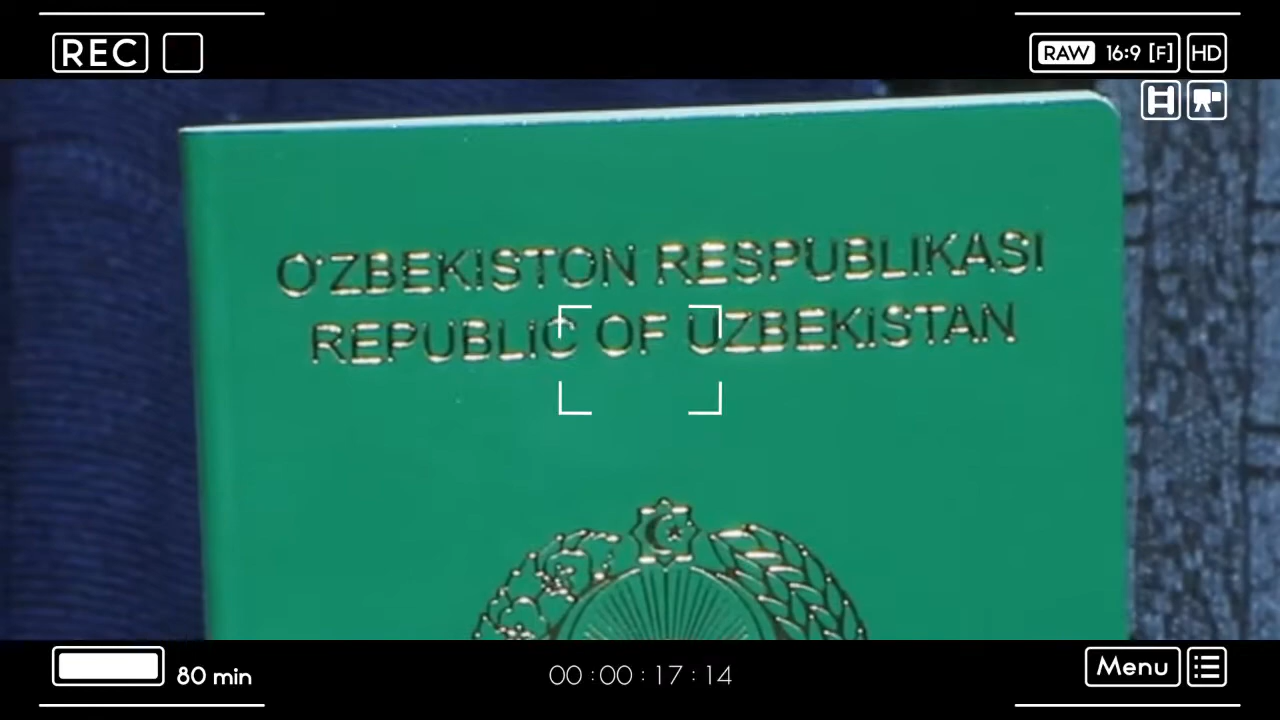 REC
RAW 16:9 [F] HD
O'ZBEKISTON RESPUBLIKASI
REPUBLIC OF UZBEKISTAN
80 min
00:00:17:14
Menu